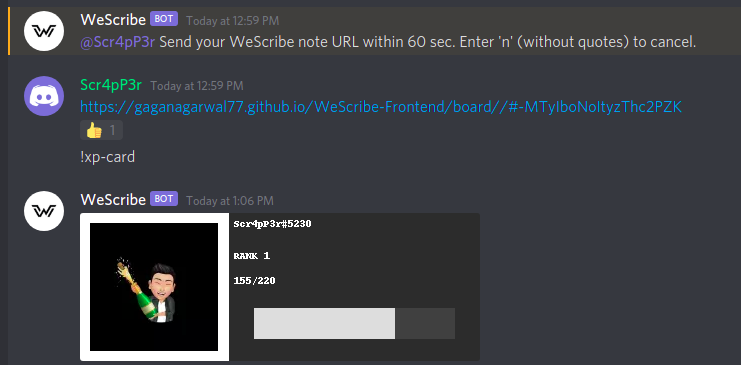 WeScribe BOT Today at 12:59 PM
@Scr4pP3r Send your WeScribe note URL within 60 sec. Enter 'n' (without quotes) to cancel.
Scr4pP3r Today at 12:59 PM
https://gaganagarwal77.github.io/WeScribe-Frontend/board//#-MTyIboNoItyzThc2PZK
1
!xp-card
WeScribe BOT Today at 1:06 PM
Scr4pP3r#5230
RANK 1
155/220